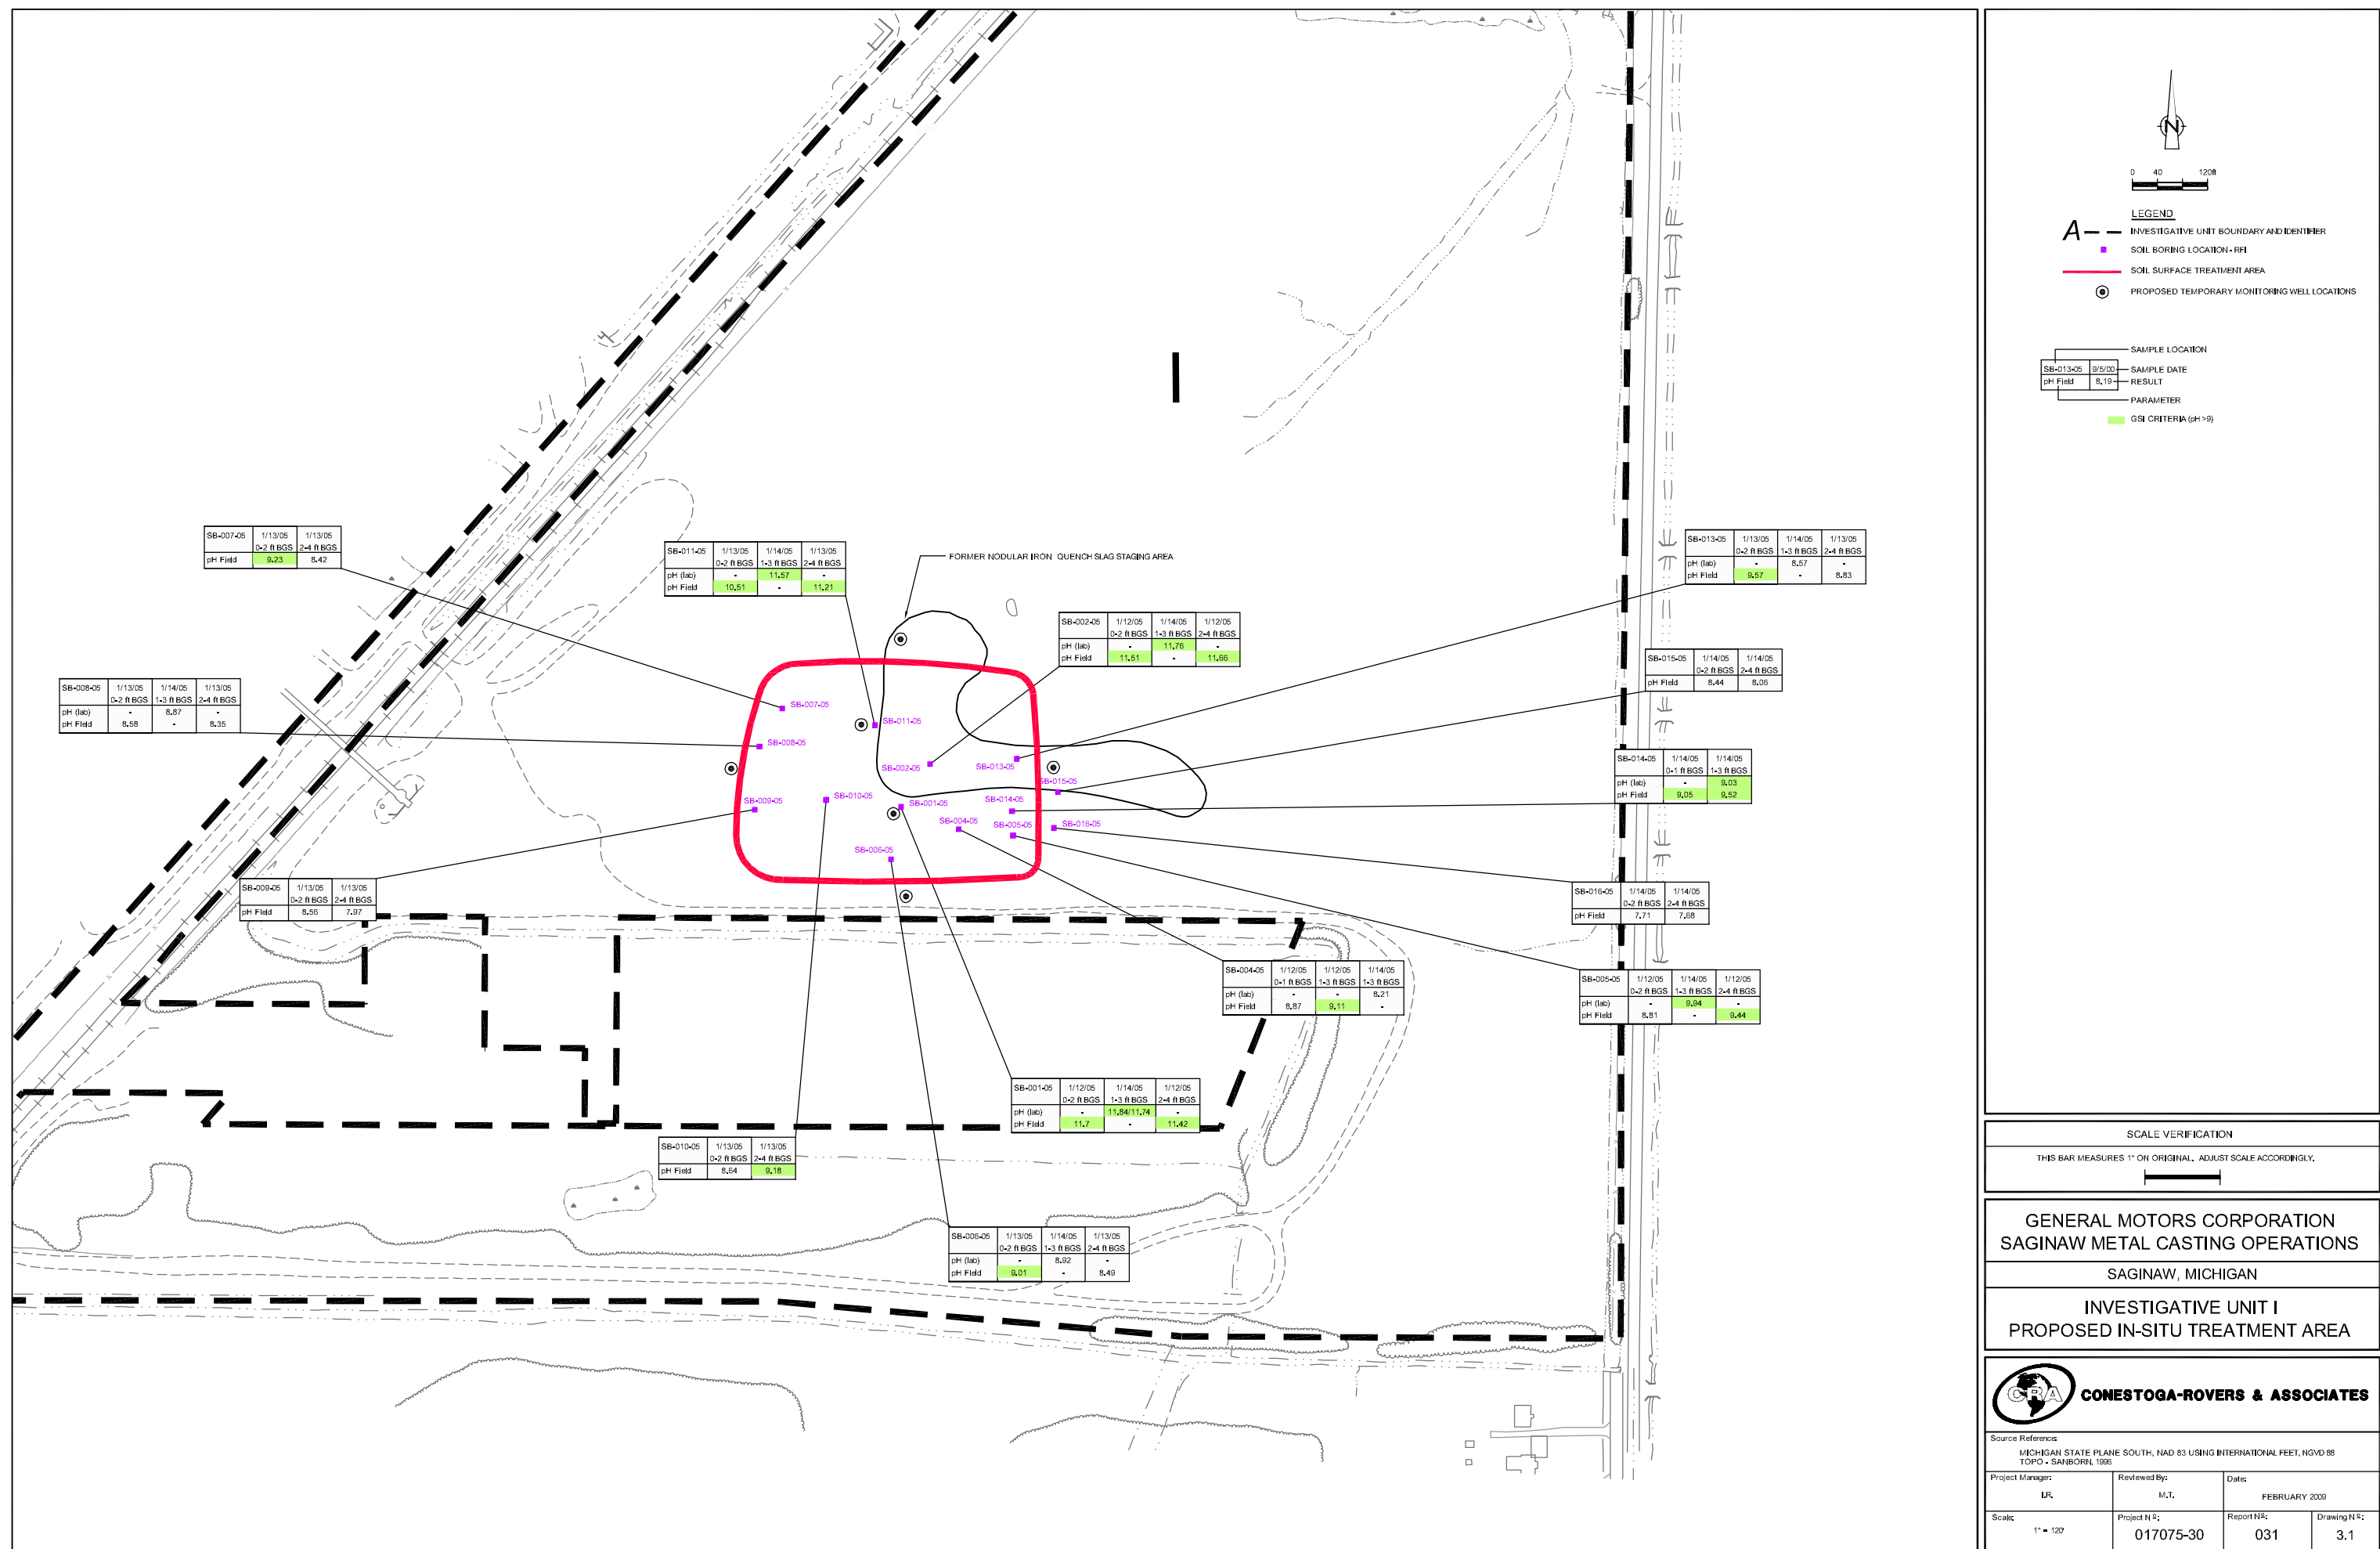 N
0 40 120ft
LEGEND
A INVESTIGATIVE UNIT BOUNDARY AND IDENTIFIER
SOIL BORING LOCATION - RFI
SOIL SURFACE TREATMENT AREA
PROPOSED TEMPORARY MONITORING WELL LOCATIONS
SAMPLE LOCATION
SB-013-05 9/5/00 SAMPLE DATE
pH Field 8.19 RESULT
PARAMETER
GSI CRITERIA (pH >9)
SB-007-05 1/13/05 1/13/05
0-2 ft BGS 2-4 ft BGS
pH Field 9.23 8.42
SB-011-05 1/13/05 1/14/05 1/13/05
0-2 ft BGS 1-3 ft BGS 2-4 ft BGS
pH (lab) - 11.57 -
pH Field 10.51 - 11.21
FORMER NODULAR IRON QUENCH SLAG STAGING AREA
SB-013-05 1/13/05 1/14/05 1/13/05
0-2 ft BGS 1-3 ft BGS 2-4 ft BGS
pH (lab) - 8.57 -
pH Field 9.57 - 8.83
SB-002-05 1/12/05 1/14/05 1/12/05
0-2 ft BGS 1-3 ft BGS 2-4 ft BGS
pH (lab) - 11.76 -
pH Field 11.51 - 11.66
SB-015-05 1/14/05 1/14/05
0-2 ft BGS 2-4 ft BGS
pH Field 8.44 8.06
SB-008-05 1/13/05 1/14/05 1/13/05
0-2 ft BGS 1-3 ft BGS 2-4 ft BGS
pH (lab) - 8.87 -
pH Field 8.58 - 8.35
SB-007-05
SB-011-05
SB-008-05
SB-002-05
SB-013-05
SB-015-05
SB-009-05
SB-010-05
SB-001-05
SB-014-05
SB-004-05
SB-005-05
SB-016-05
SB-006-05
SB-014-05 1/14/05 1/14/05
0-1 ft BGS 1-3 ft BGS
pH (lab) - 9.03
pH Field 9.05 9.52
SB-009-05 1/13/05 1/13/05
0-2 ft BGS 2-4 ft BGS
pH Field 8.56 7.97
SB-016-05 1/14/05 1/14/05
0-2 ft BGS 2-4 ft BGS
pH Field 7.71 7.68
SB-004-05 1/12/05 1/12/05 1/14/05
0-1 ft BGS 1-3 ft BGS 1-3 ft BGS
pH (lab) - - 8.21
pH Field 8.87 9.11 -
SB-005-05 1/12/05 1/14/05 1/12/05
0-2 ft BGS 1-3 ft BGS 2-4 ft BGS
pH (lab) - 9.94 -
pH Field 8.81 - 9.44
SB-001-05 1/12/05 1/14/05 1/12/05
0-2 ft BGS 1-3 ft BGS 2-4 ft BGS
pH (lab) - 11.84/11.74 -
pH Field 11.7 - 11.42
SB-010-05 1/13/05 1/13/05
0-2 ft BGS 2-4 ft BGS
pH Field 8.64 9.18
SB-006-05 1/13/05 1/14/05 1/13/05
0-2 ft BGS 1-3 ft BGS 2-4 ft BGS
pH (lab) - 8.92 -
pH Field 9.01 - 8.49
SCALE VERIFICATION
THIS BAR MEASURES 1" ON ORIGINAL. ADJUST SCALE ACCORDINGLY.
GENERAL MOTORS CORPORATION
SAGINAW METAL CASTING OPERATIONS
SAGINAW, MICHIGAN
INVESTIGATIVE UNIT I
PROPOSED IN-SITU TREATMENT AREA
CRA CONESTOGA-ROVERS & ASSOCIATES
Source Reference:
MICHIGAN STATE PLANE SOUTH, NAD 83 USING INTERNATIONAL FEET, NGVD 88
TOPO - SANBORN, 1996
Project Manager: Reviewed By: Date:
I.R. M.T. FEBRUARY 2009
Scale: Project Nº: Report Nº: Drawing Nº:
1" = 120' 017075-30 031 3.1